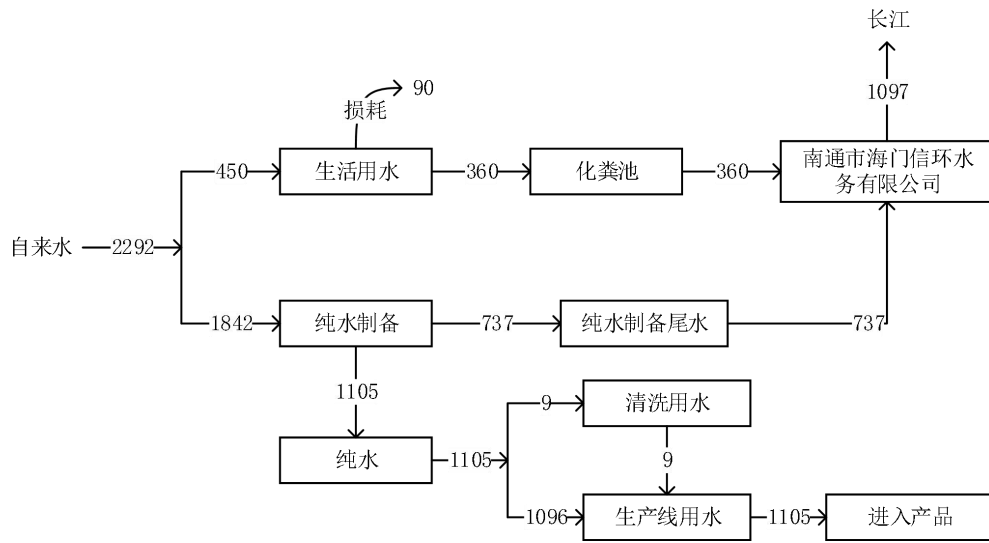 长江
90
损耗
1097
450
生活用水
360
化粪池
360
南通市海门信环水
务有限公司
自来水
2292
1842
纯水制备
737
纯水制备尾水
737
1105
9
清洗用水
纯水
1105
9
1096
生产线用水
1105
进入产品